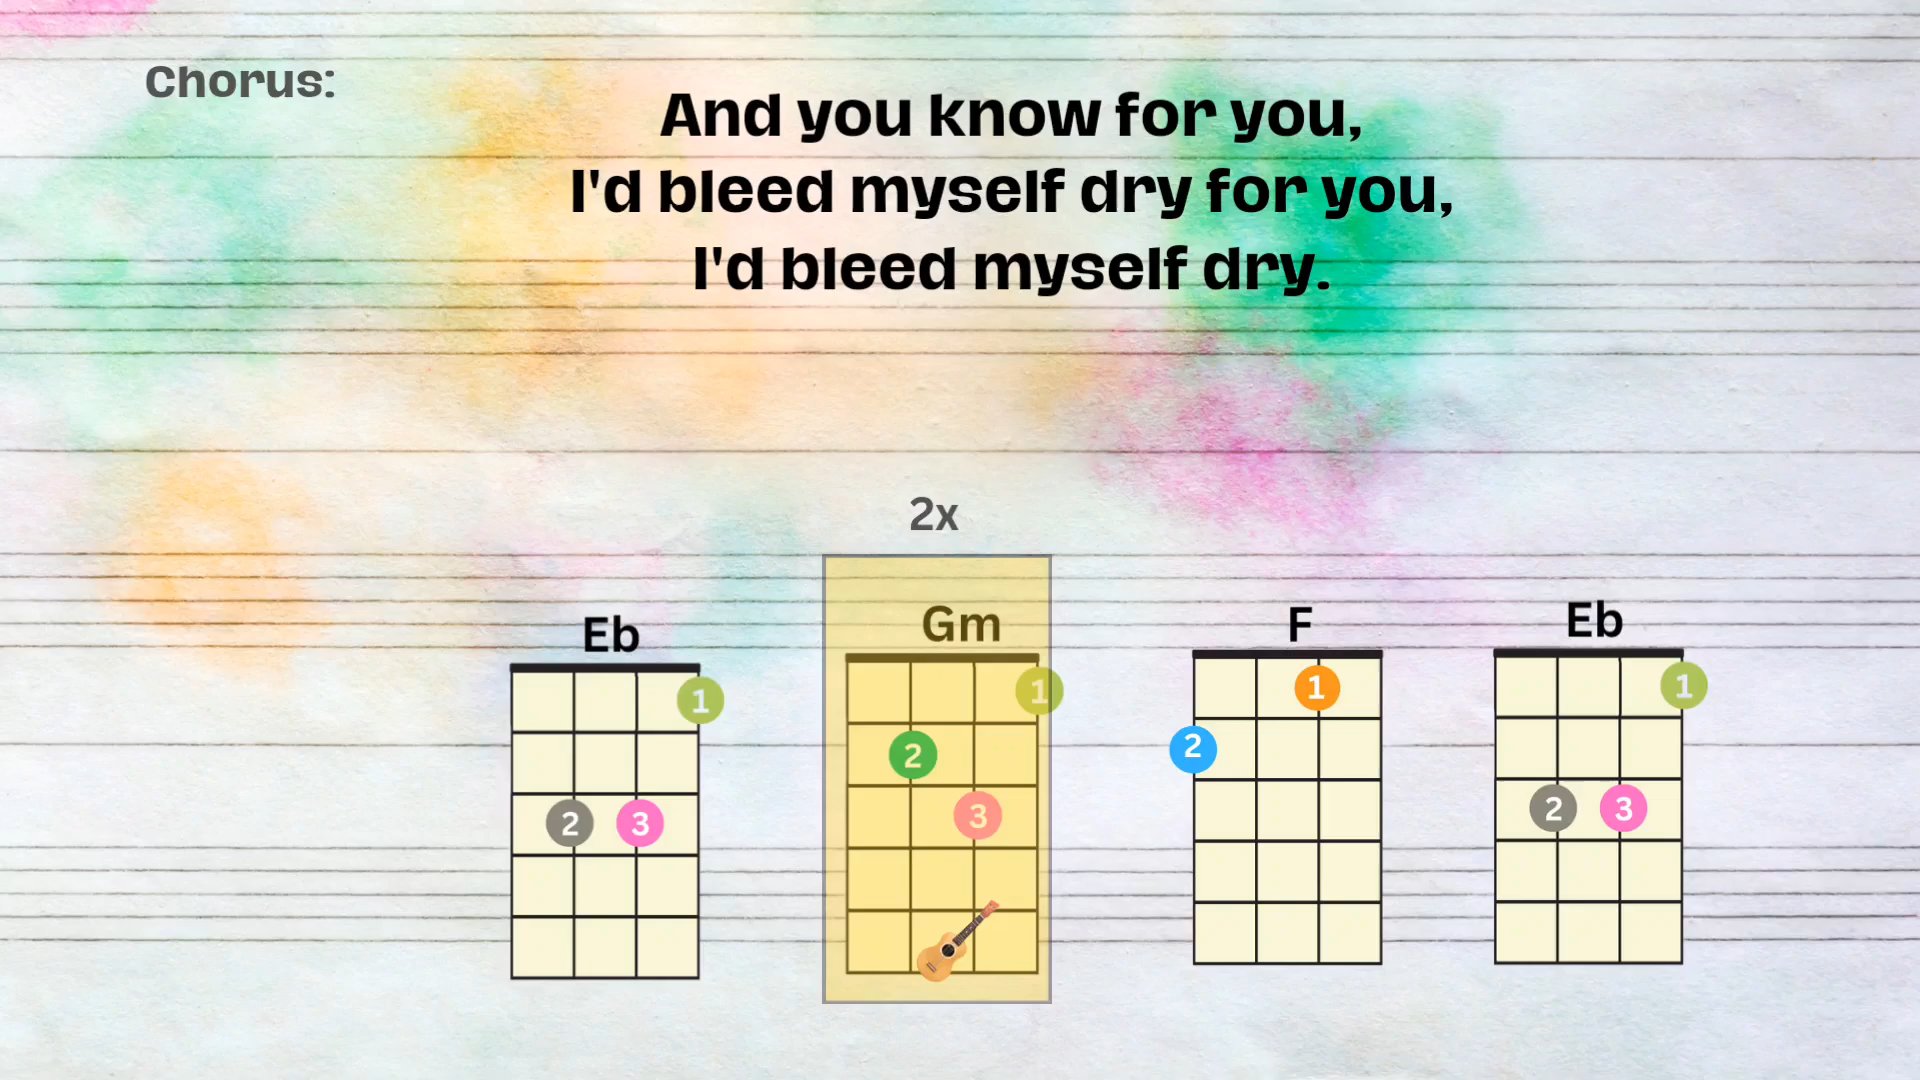 Chorus:
And you know for you,
I'd bleed myself dry for you,
I'd bleed myself dry.
2x
Eb
1
2 3
Gm
1
2
3
F
1
2
Eb
1
2 3